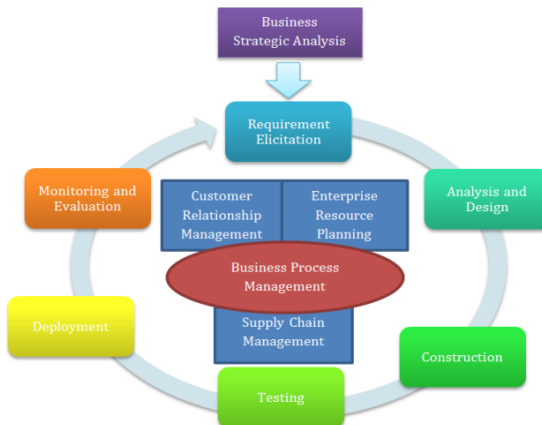 Business
Strategic Analysis
Requirement
Elicitation
Monitoring and
Evaluation
Customer
Relationship
Management
Enterprise
Resource
Planning
Analysis and
Design
Business Process
Management
Deployment
Supply Chain
Management
Construction
Testing